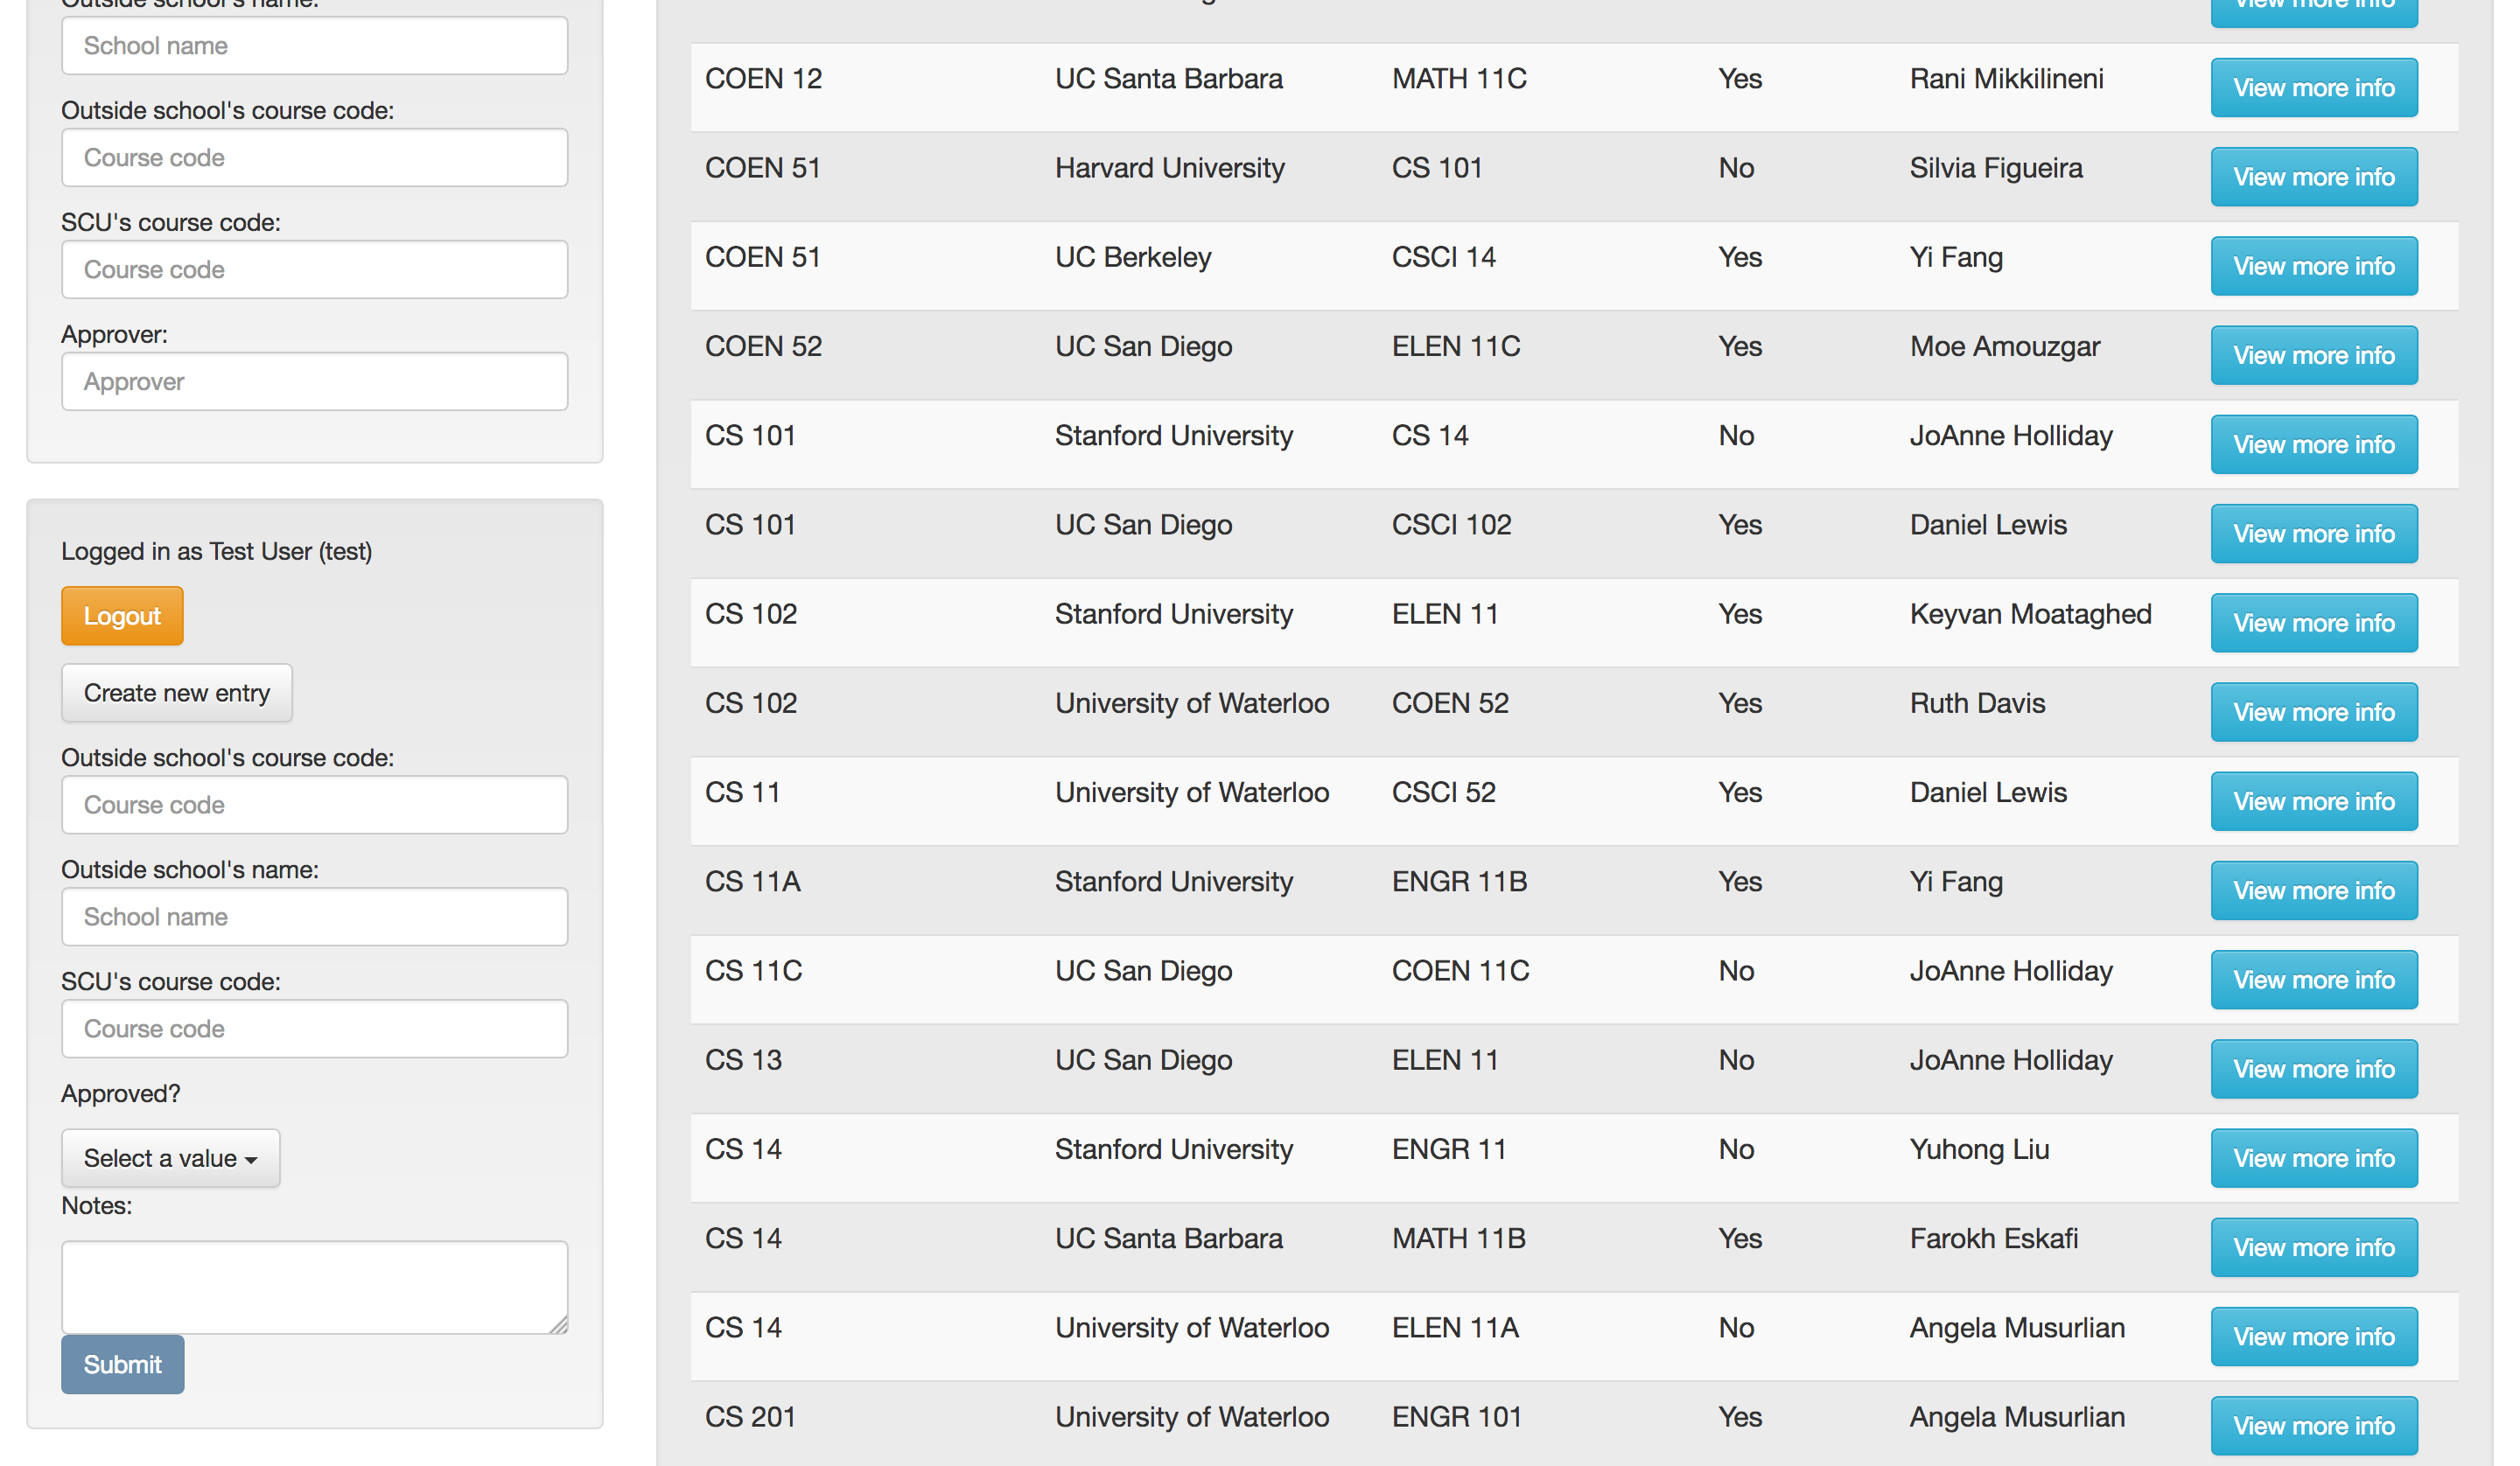 Outside school's name:
School name
Outside school's course code:
Course code
SCU's course code:
Course code
Approver:
Approver
Logged in as Test User (test)
Logout
Create new entry
Outside school's course code:
Course code
Outside school's name:
School name
SCU's course code:
Course code
Approved?
Select a value
Notes:
Submit
View more info
COEN 12 UC Santa Barbara MATH 11C Yes Rani Mikkilineni View more info
COEN 51 Harvard University CS 101 No Silvia Figueira View more info
COEN 51 UC Berkeley CSCI 14 Yes Yi Fang View more info
COEN 52 UC San Diego ELEN 11C Yes Moe Amouzgar View more info
CS 101 Stanford University CS 14 No JoAnne Holliday View more info
CS 101 UC San Diego CSCI 102 Yes Daniel Lewis View more info
CS 102 Stanford University ELEN 11 Yes Keyvan Moataghed View more info
CS 102 University of Waterloo COEN 52 Yes Ruth Davis View more info
CS 11 University of Waterloo CSCI 52 Yes Daniel Lewis View more info
CS 11A Stanford University ENGR 11B Yes Yi Fang View more info
CS 11C UC San Diego COEN 11C No JoAnne Holliday View more info
CS 13 UC San Diego ELEN 11 No JoAnne Holliday View more info
CS 14 Stanford University ENGR 11 No Yuhong Liu View more info
CS 14 UC Santa Barbara MATH 11B Yes Farokh Eskafi View more info
CS 14 University of Waterloo ELEN 11A No Angela Musurlian View more info
CS 201 University of Waterloo ENGR 101 Yes Angela Musurlian View more info